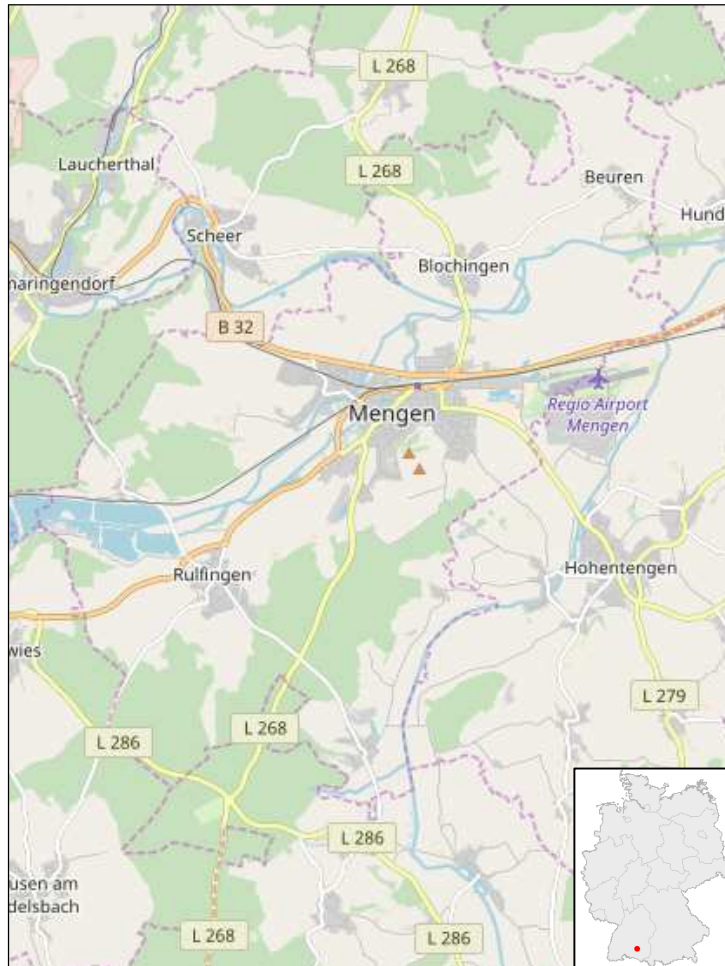 L 268
Laucherthal
L 268
Beuren
Hund
Scheer
Blochingen
maringendorf
B 32
Mengen
Regio Airport
Mengen
Rulfingen
Hohentengen
wies
L 279
L 268
L 286
L 286
usen am
delsbach
L 268
L 286